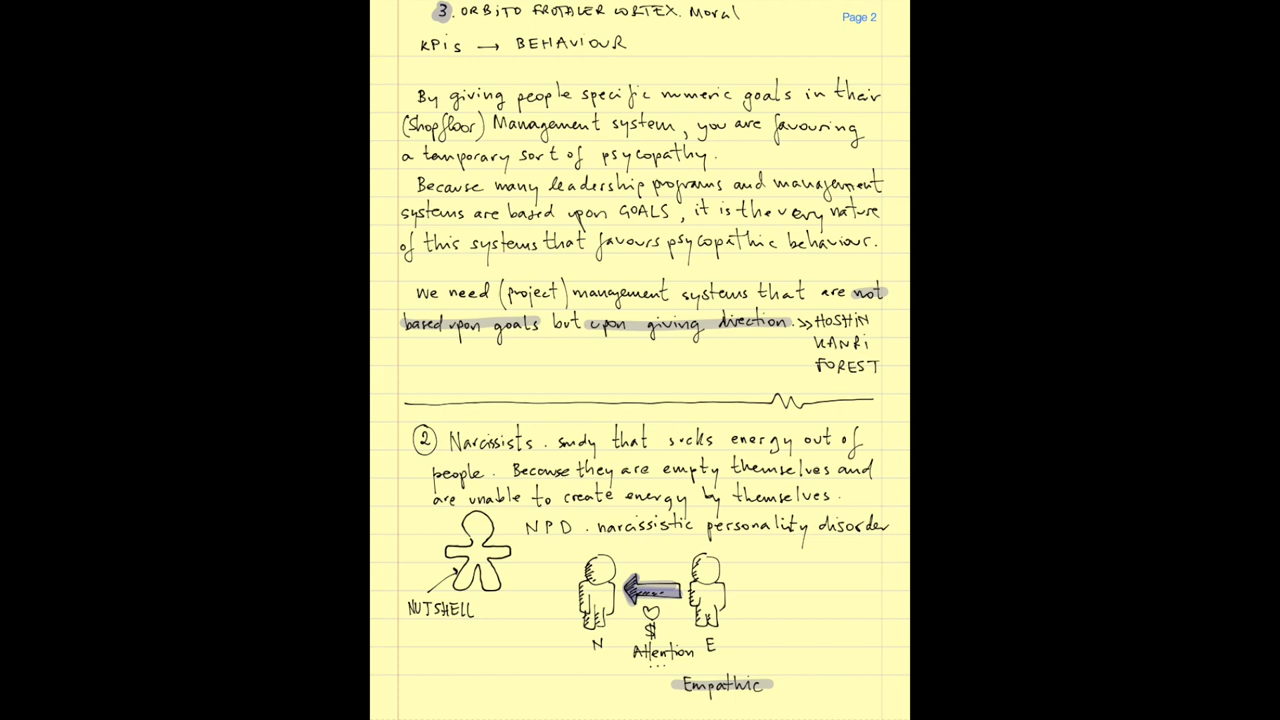 Page 2
3. ORBITO FROTALER CORTEX. Moral
KPis → BEHAVIOUR
By giving people specific numeric goals in their
(shopfloor) Management system, you are favouring
a temporary sort of psycopathy.
Because many leadership programs and management
systems are based upon GOALS, it is the very nature
of this systems that favours psycopathic behaviour.
We need (project) management systems that are not
based upon goals but upon giving direction. >> HOSHIN
KANRi
FOREST
2 Narcissists. that sucks energy out of
people. Because they are empty themselves and
are unable to create energy by themselves.
NPD. narcissistic personality disorder
NUTSHELL
$
N
Attention
E
...
Empathic